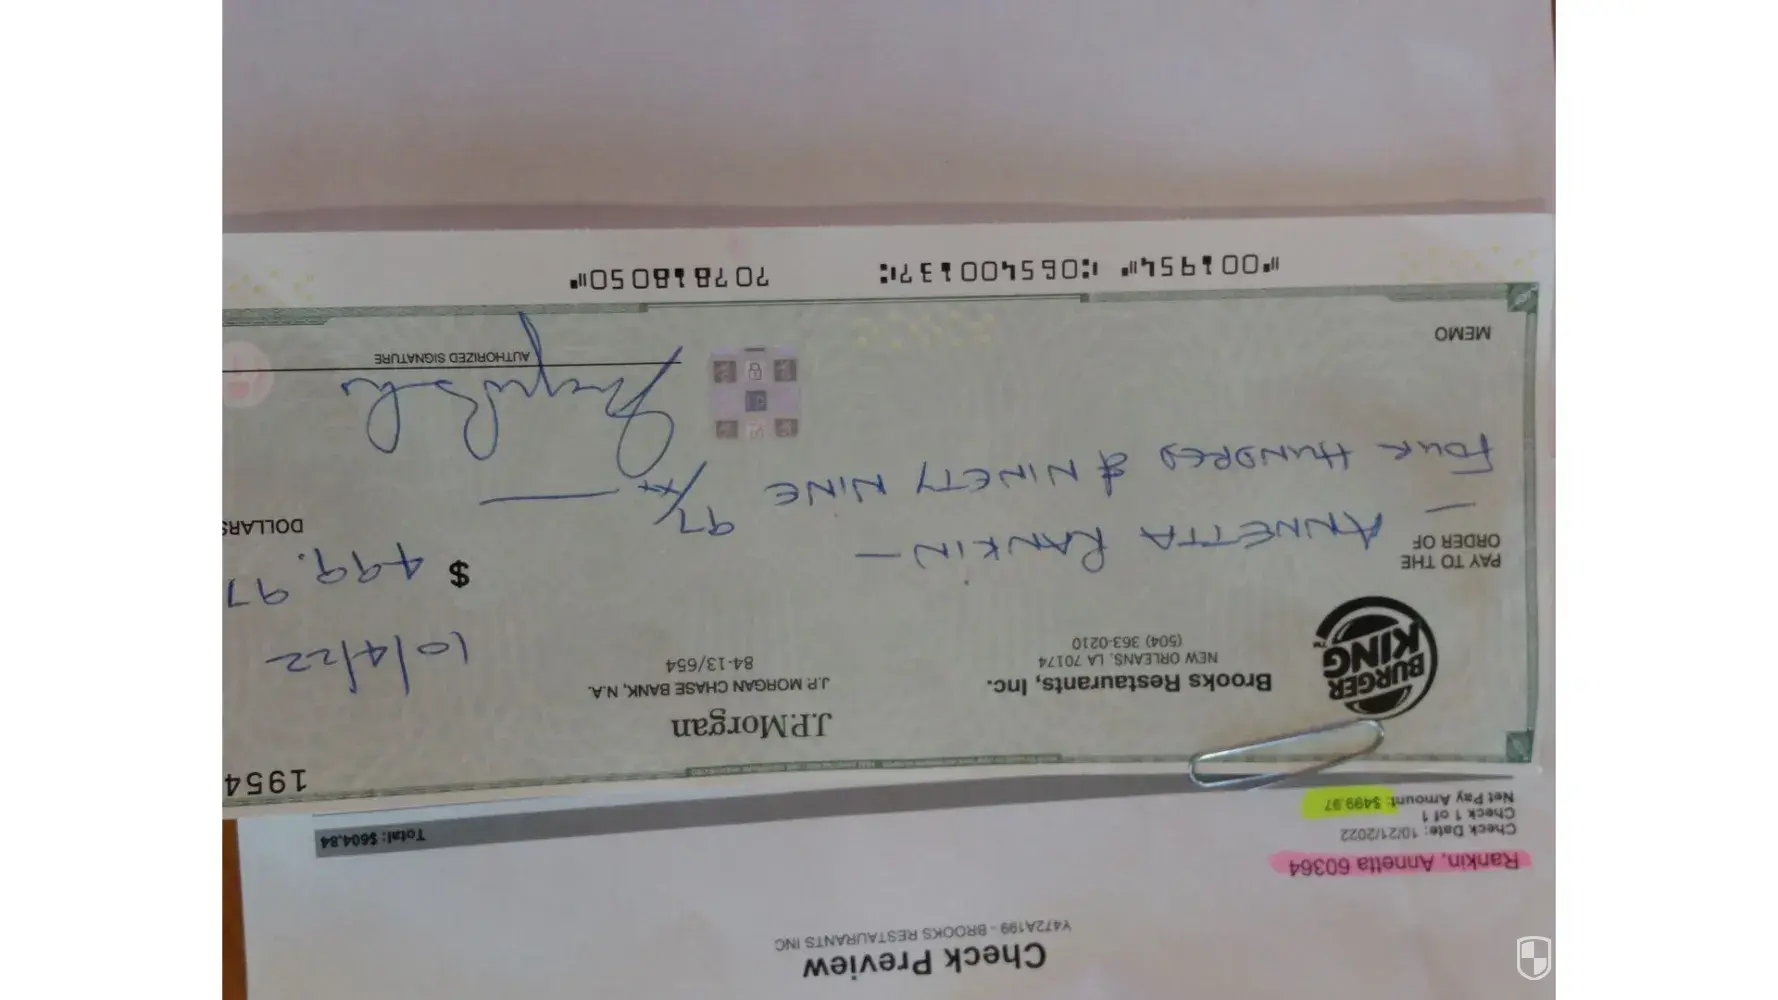 Check Preview
Y472A199 - BROOKS RESTAURANTS INC
Rankin, Annetta 60364
Check Date: 10/21/2022
Check 1 of 1
Net Pay Amount: $499.97
Total: $604.84
1954
BURGER KING™
Brooks Restaurants, Inc.
NEW ORLEANS, LA 70174
(504) 363-0210
J.P.Morgan
J.P. MORGAN CHASE BANK, N.A.
84-13/654
10/4/22
PAY TO THE
ORDER OF
ANNETTA RANKIN —
$ 499.97
FOUR HUNDRED & NINETY NINE 97/xx
DOLLARS
MEMO
AUTHORIZED SIGNATURE
⑈001954⑈ ⑆065400137⑆ 707818050⑈